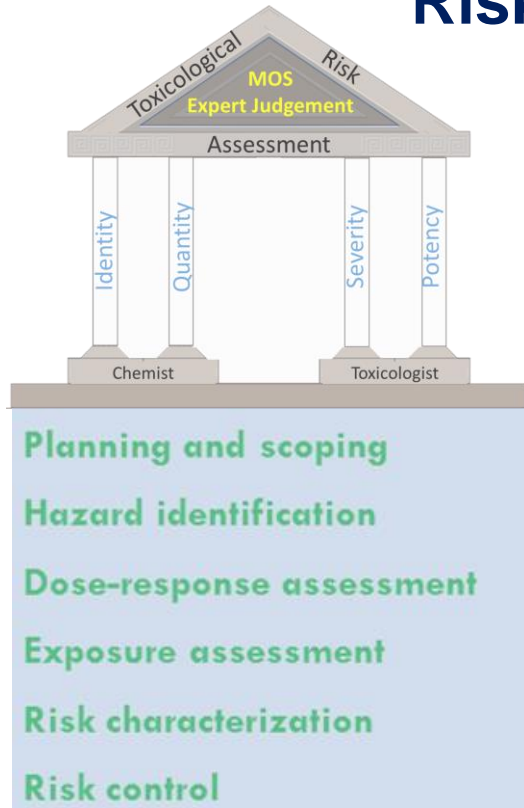 Risk
Toxicological
Risk
MOS
Expert Judgement
Assessment
Identity
Quantity
Severity
Potency
Chemist
Toxicologist
Planning and scoping
Hazard identification
Dose-response assessment
Exposure assessment
Risk characterization
Risk control